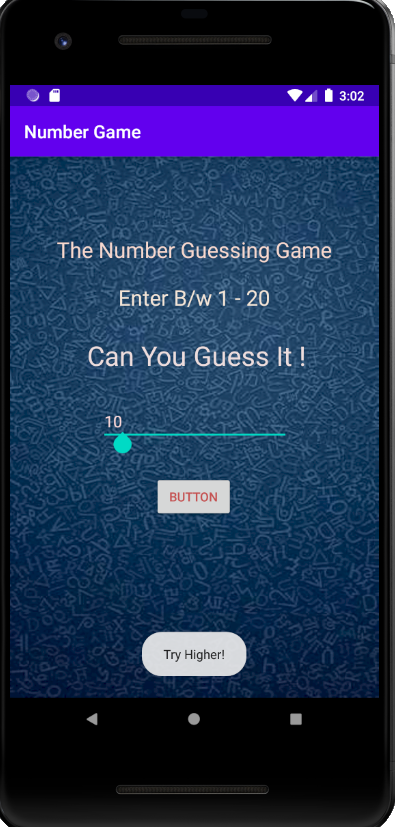 3:02
Number Game
The Number Guessing Game
Enter B/w 1 - 20
Can You Guess It !
10
BUTTON
Try Higher!